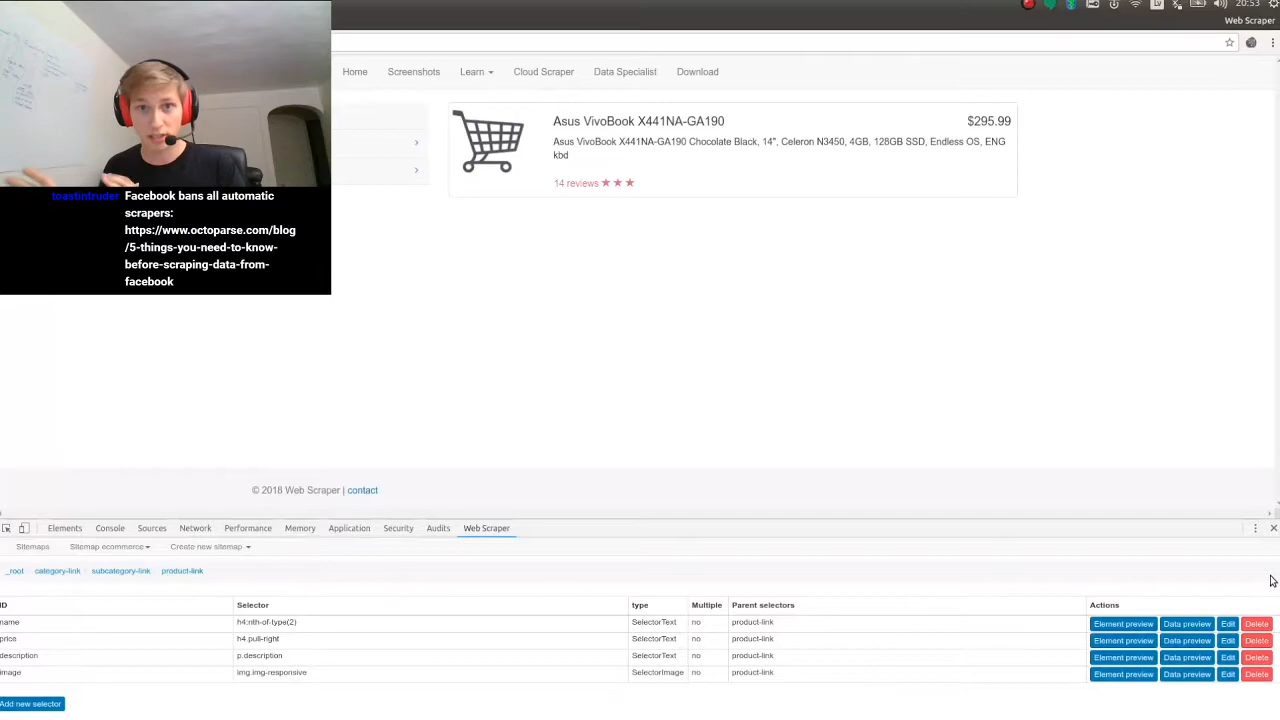 20:53
Web Scraper
Home Screenshots Learn Cloud Scraper Data Specialist Download
Asus VivoBook X441NA-GA190 $295.99
Asus VivoBook X441NA-GA190 Chocolate Black, 14", Celeron N3450, 4GB, 128GB SSD, Endless OS, ENG
kbd
14 reviews
toastintruder Facebook bans all automatic
scrapers:
https://www.octoparse.com/blog
/5-things-you-need-to-know-
before-scraping-data-from-
facebook
© 2018 Web Scraper | contact
Elements Console Sources Network Performance Memory Application Security Audits Web Scraper
Sitemaps Sitemap ecommerce Create new sitemap
_root category-link subcategory-link product-link
ID Selector type Multiple Parent selectors Actions
name h4:nth-of-type(2) SelectorText no product-link Element preview Data preview Edit Delete
price h4.pull-right SelectorText no product-link Element preview Data preview Edit Delete
description p.description SelectorText no product-link Element preview Data preview Edit Delete
image img.img-responsive SelectorImage no product-link Element preview Data preview Edit Delete
Add new selector